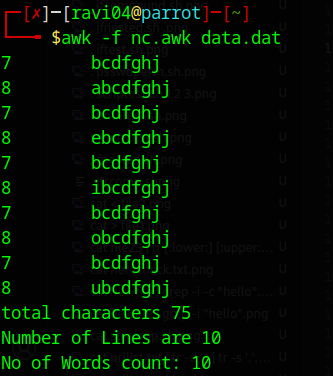 ┌─[✗]─[ravi04@parrot]─[~]
└──╼ $awk -f nc.awk data.dat
7 bcdfghj
8 abcdfghj
7 bcdfghj
8 ebcdfghj
7 bcdfghj
8 ibcdfghj
7 bcdfghj
8 obcdfghj
7 bcdfghj
8 ubcdfghj
total characters 75
Number of Lines are 10
No of Words count: 10